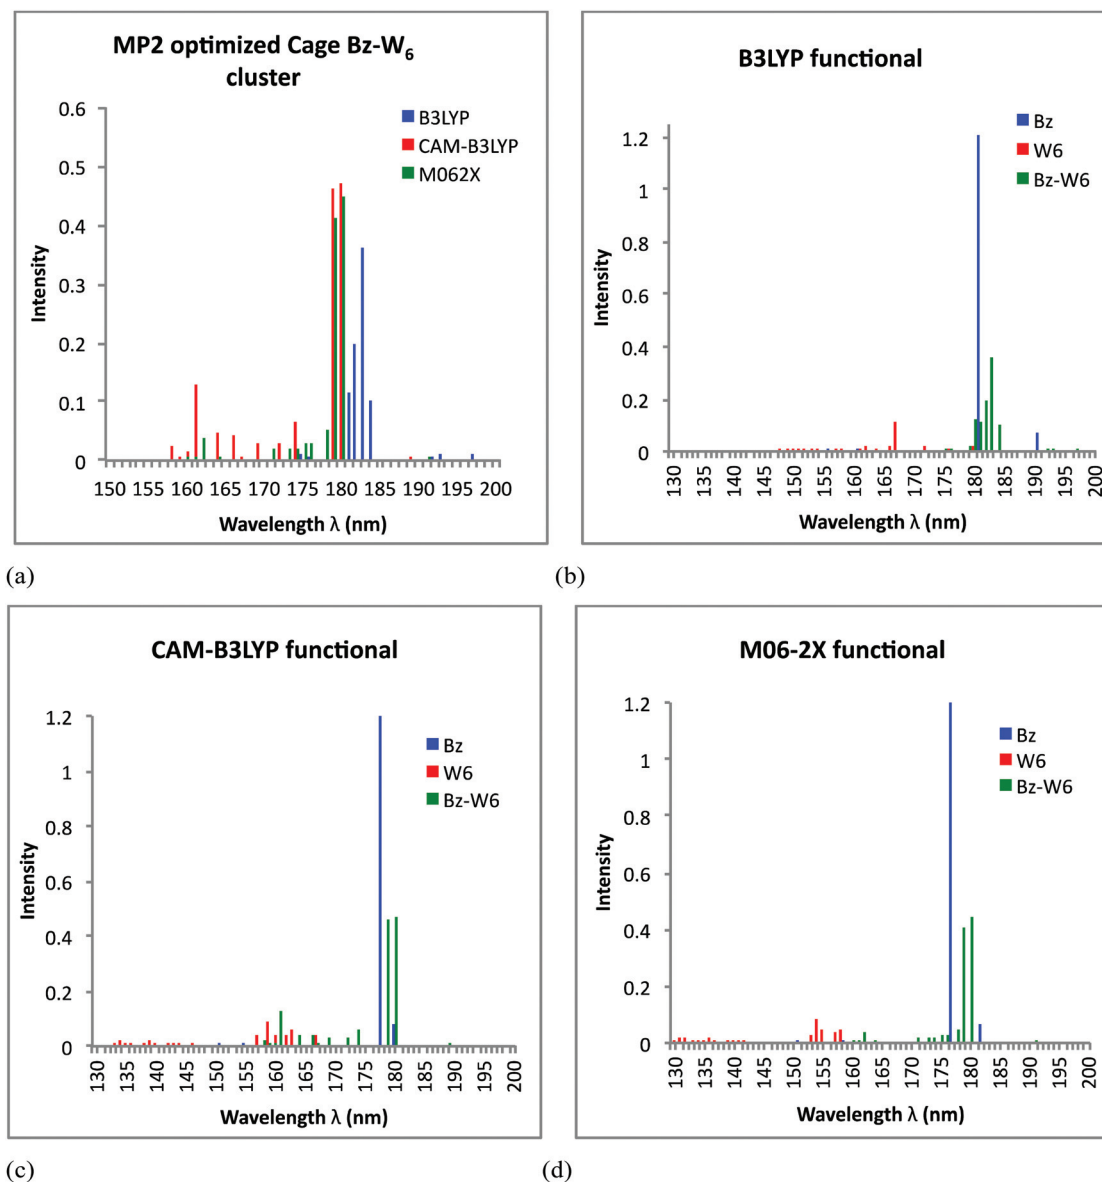 MP2 optimized Cage Bz-W6
cluster
B3LYP
CAM-B3LYP
M062X
0.6
0.5
0.4
0.3
0.2
0.1
0
Intensity
150 155 160 165 170 175 180 185 190 195 200
Wavelength λ (nm)
(a)
B3LYP functional
Bz
W6
Bz-W6
1.2
1
0.8
0.6
0.4
0.2
0
Intensity
130 135 140 145 150 155 160 165 170 175 180 185 190 195 200
Wavelength λ (nm)
(b)
CAM-B3LYP functional
Bz
W6
Bz-W6
1.2
1
0.8
0.6
0.4
0.2
0
Intensity
130 135 140 145 150 155 160 165 170 175 180 185 190 195 200
Wavelength λ (nm)
(c)
M06-2X functional
Bz
W6
Bz-W6
1.2
1
0.8
0.6
0.4
0.2
0
Intensity
130 135 140 145 150 155 160 165 170 175 180 185 190 195 200
Wavelength λ (nm)
(d)